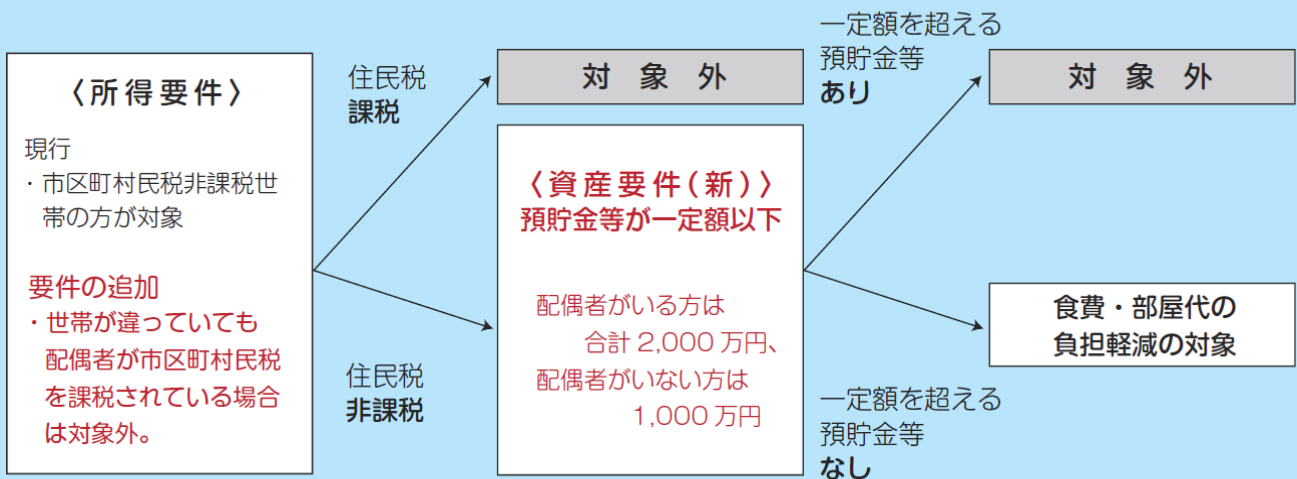 〈所得要件〉
現行
・市区町村民税非課税世
帯の方が対象
要件の追加
・世帯が違っていても
配偶者が市区町村民税
を課税されている場合
は対象外。
住民税
課税
住民税
非課税
対象外
〈資産要件(新)〉
預貯金等が一定額以下
配偶者がいる方は
合計 2,000 万円、
配偶者がいない方は
1,000 万円
一定額を超える
預貯金等
あり
一定額を超える
預貯金等
なし
対象外
食費・部屋代の
負担軽減の対象